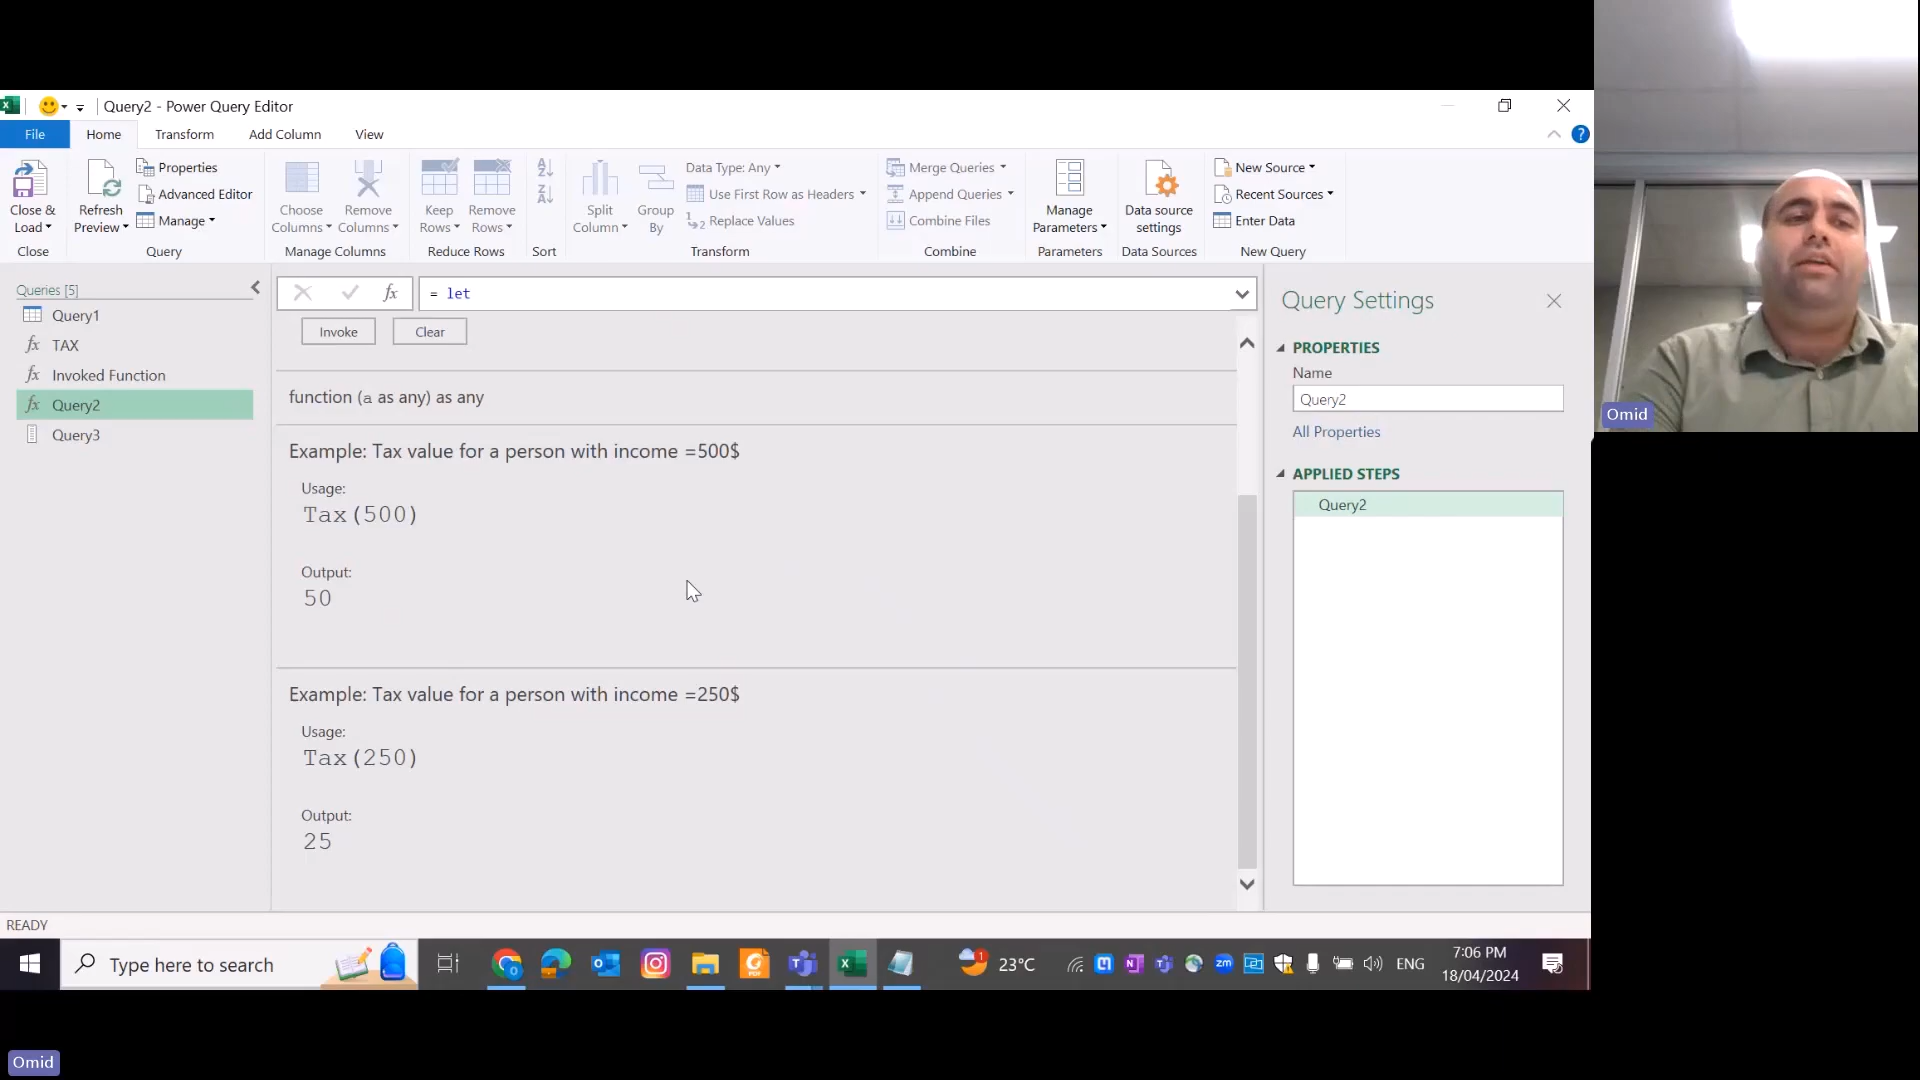 Query2 - Power Query Editor
File Home Transform Add Column View
Close & Load
Close
Refresh Preview
Properties
Advanced Editor
Manage
Query
Choose Columns
Remove Columns
Manage Columns
Keep Rows
Remove Rows
Reduce Rows
A Z
Z A
Sort
Split Column
Group By
Data Type: Any
Use First Row as Headers
1 2 Replace Values
Transform
Merge Queries
Append Queries
Combine Files
Combine
Manage Parameters
Parameters
Data source settings
Data Sources
New Source
Recent Sources
Enter Data
New Query
?
Queries [5]
Query1
fx TAX
fx Invoked Function
fx Query2
Query3
fx = let
Invoke Clear
function (a as any) as any
Example: Tax value for a person with income =500$
Usage:
Tax(500)
Output:
50
Example: Tax value for a person with income =250$
Usage:
Tax(250)
Output:
25
Query Settings
PROPERTIES
Name
Query2
All Properties
APPLIED STEPS
Query2
Omid
READY
Type here to search
23°C
ENG
7:06 PM
18/04/2024
Omid